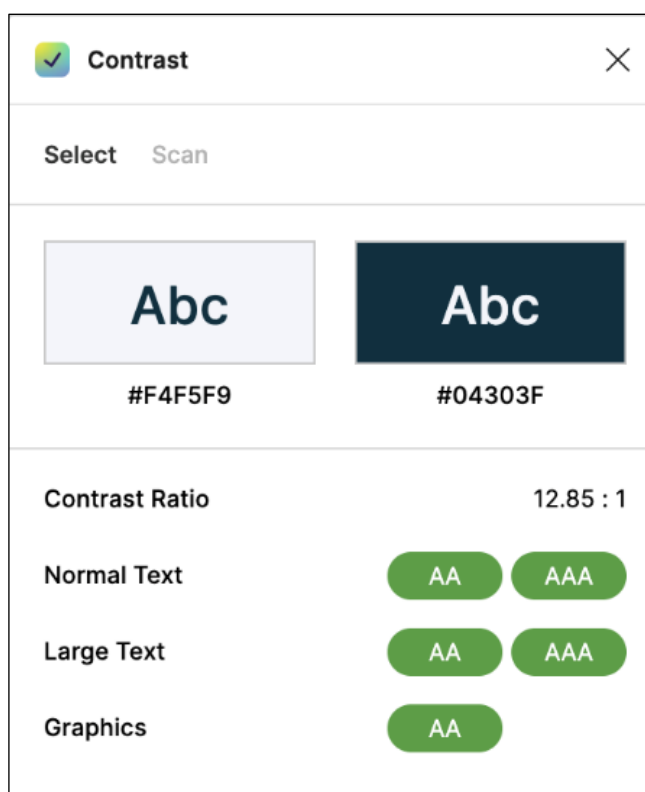 Contrast
Select Scan
Abc Abc
#F4F5F9 #04303F
Contrast Ratio 12.85 : 1
Normal Text AA AAA
Large Text AA AAA
Graphics AA